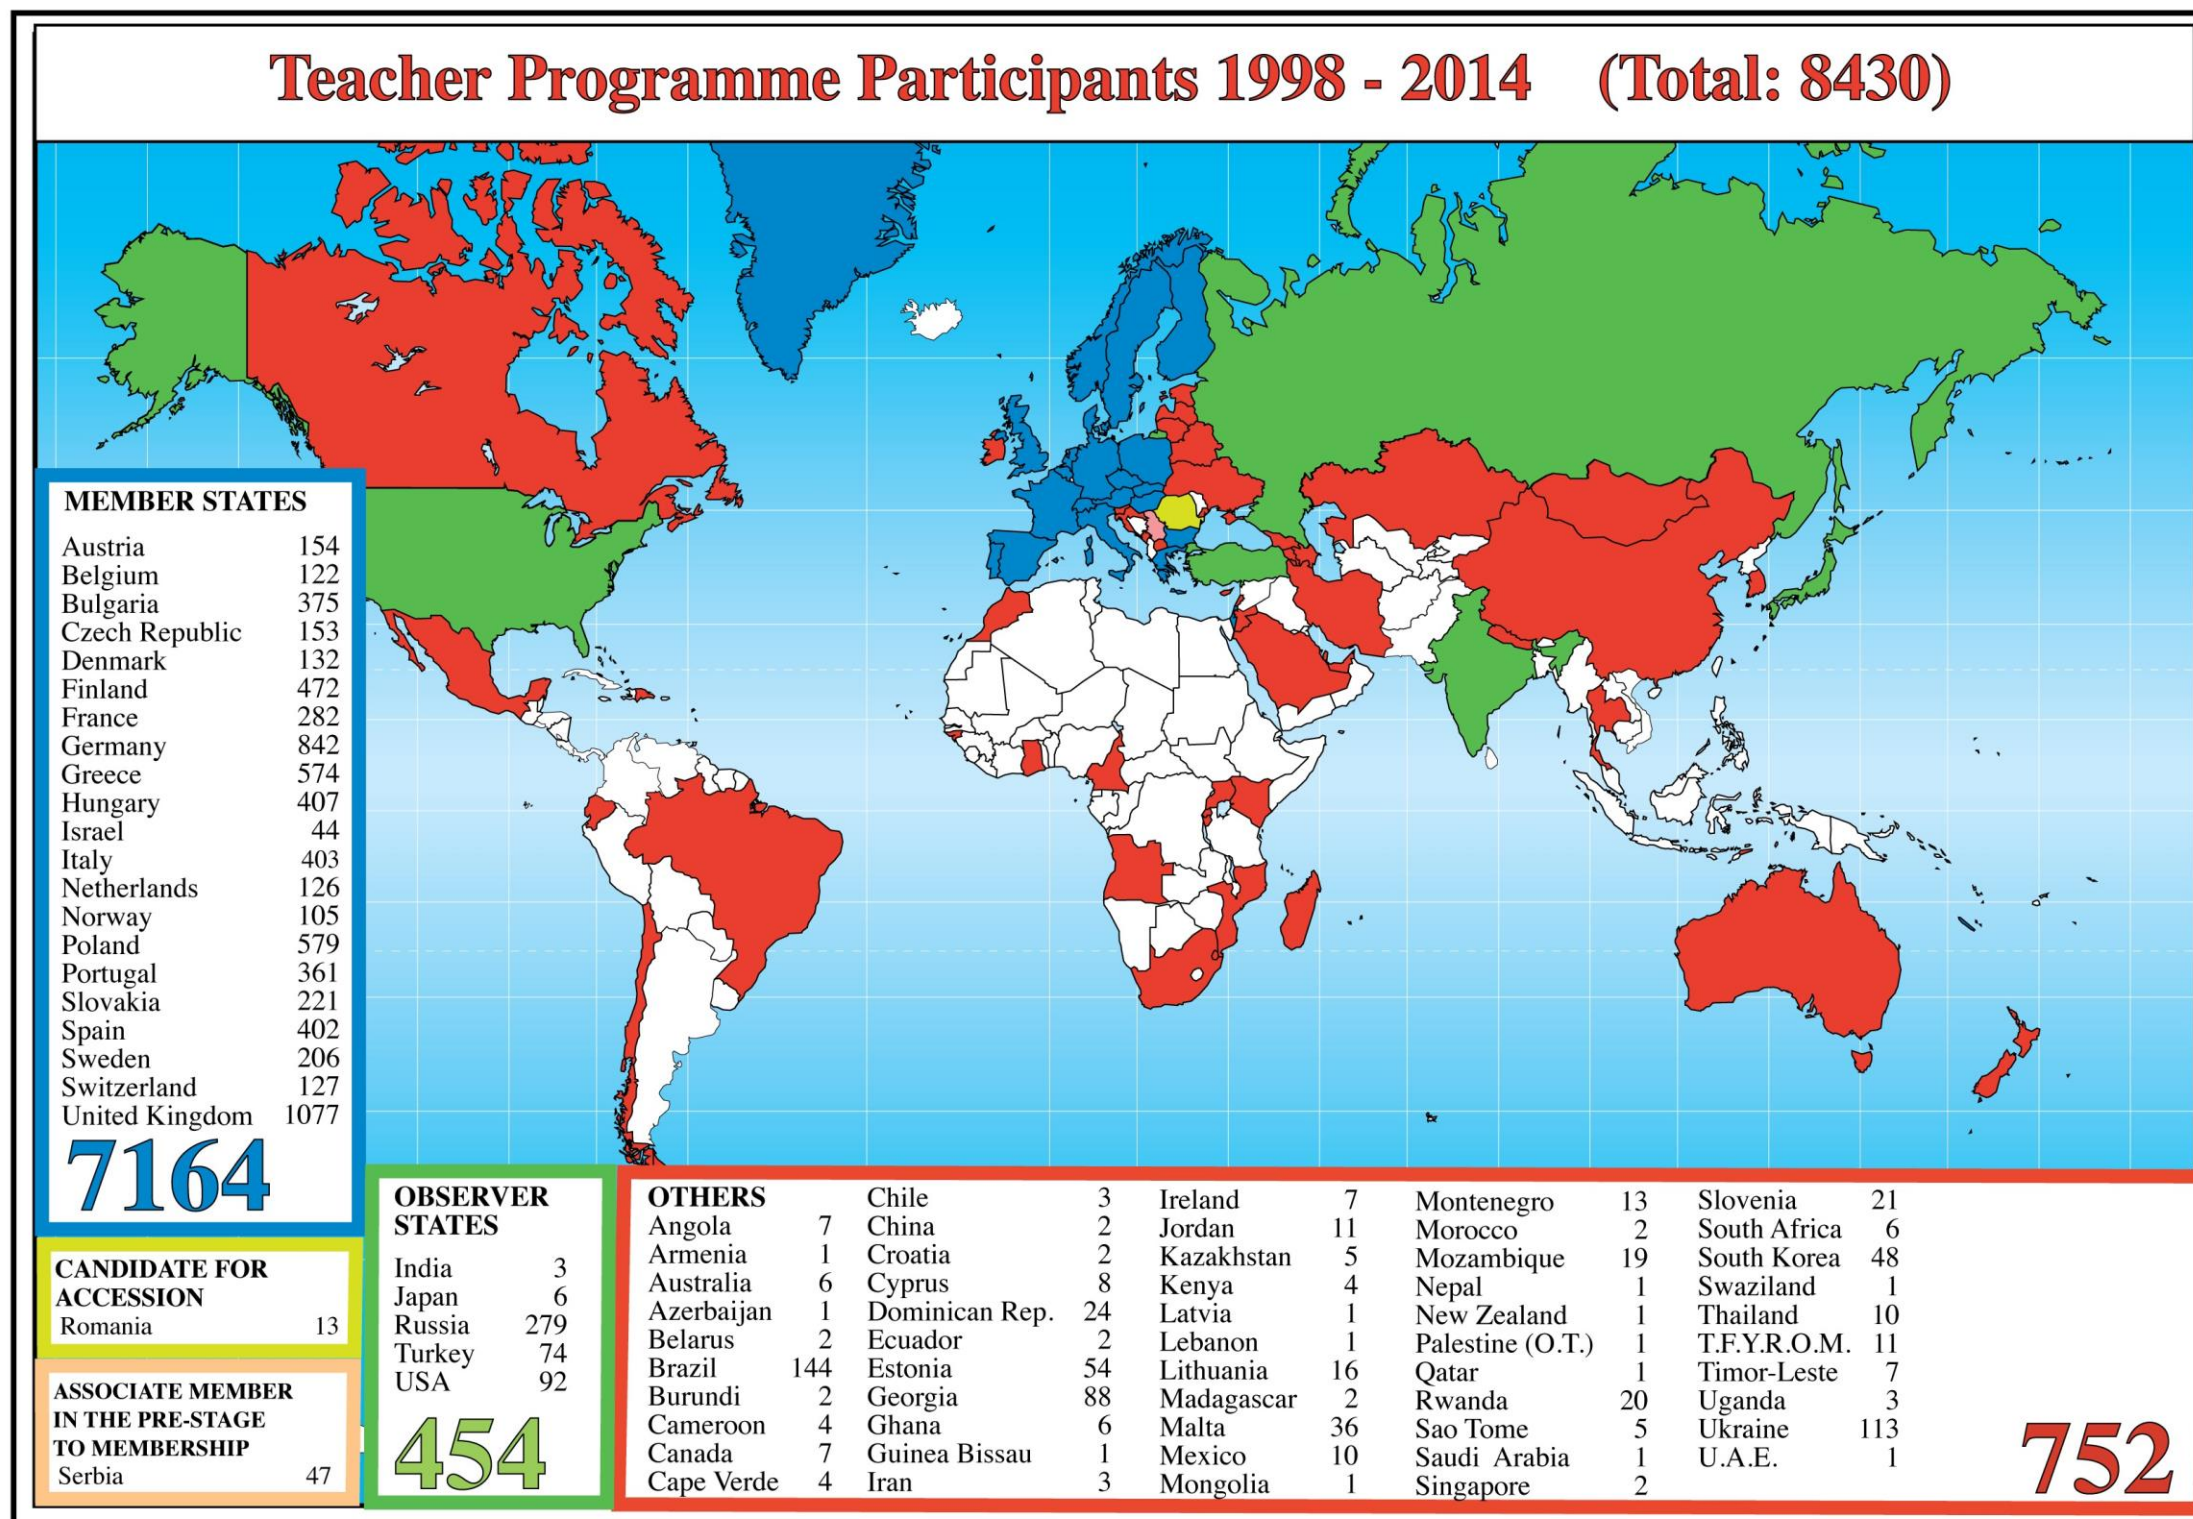 Teacher Programme Participants 1998 - 2014 (Total: 8430)
MEMBER STATES
Austria 154
Belgium 122
Bulgaria 375
Czech Republic 153
Denmark 132
Finland 472
France 282
Germany 842
Greece 574
Hungary 407
Israel 44
Italy 403
Netherlands 126
Norway 105
Poland 579
Portugal 361
Slovakia 221
Spain 402
Sweden 206
Switzerland 127
United Kingdom 1077
7164
CANDIDATE FOR
ACCESSION
Romania 13
ASSOCIATE MEMBER
IN THE PRE-STAGE
TO MEMBERSHIP
Serbia 47
OBSERVER
STATES
India 3
Japan 6
Russia 279
Turkey 74
USA 92
454
OTHERS
Angola 7
Armenia 1
Australia 6
Azerbaijan 1
Belarus 2
Brazil 144
Burundi 2
Cameroon 4
Canada 7
Cape Verde 4
Chile 3
China 2
Croatia 2
Cyprus 8
Dominican Rep. 24
Ecuador 2
Estonia 54
Georgia 88
Ghana 6
Guinea Bissau 1
Iran 3
Ireland 7
Jordan 11
Kazakhstan 5
Kenya 4
Latvia 1
Lebanon 1
Lithuania 16
Madagascar 2
Malta 36
Mexico 10
Mongolia 1
Montenegro 13
Morocco 2
Mozambique 19
Nepal 1
New Zealand 1
Palestine (O.T.) 1
Qatar 1
Rwanda 20
Sao Tome 5
Saudi Arabia 1
Singapore 2
Slovenia 21
South Africa 6
South Korea 48
Swaziland 1
Thailand 10
T.F.Y.R.O.M. 11
Timor-Leste 7
Uganda 3
Ukraine 113
U.A.E. 1
752